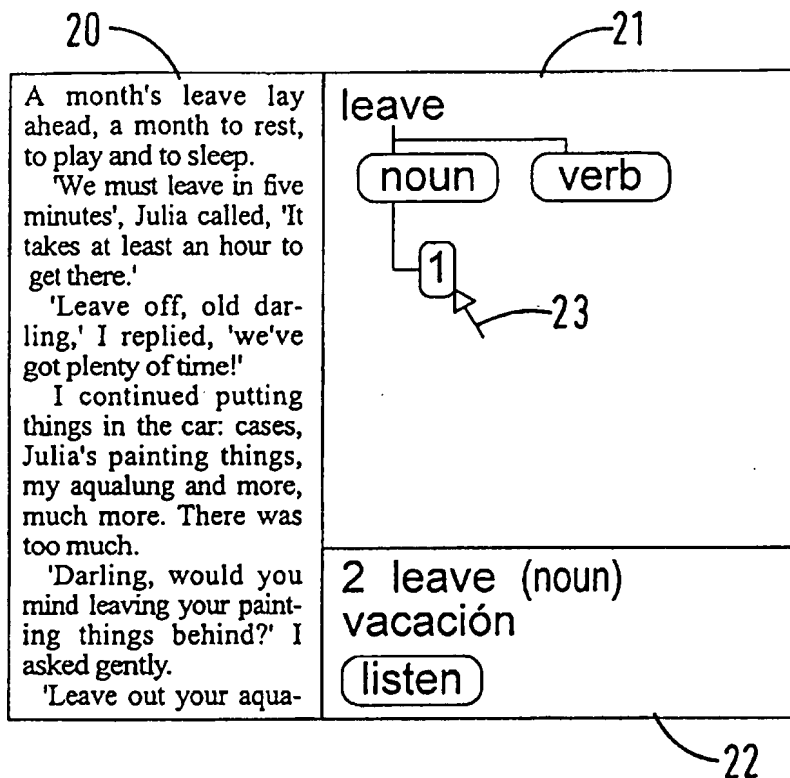 20
21
A month's leave lay
ahead, a month to rest,
to play and to sleep.
'We must leave in five
minutes', Julia called, 'It
takes at least an hour to
get there.'
'Leave off, old dar-
ling,' I replied, 'we've
got plenty of time!'
I continued putting
things in the car: cases,
Julia's painting things,
my aqualung and more,
much more. There was
too much.
'Darling, would you
mind leaving your paint-
ing things behind?' I
asked gently.
'Leave out your aqua-
leave
noun verb
1
23
2 leave (noun)
vacación
listen
22